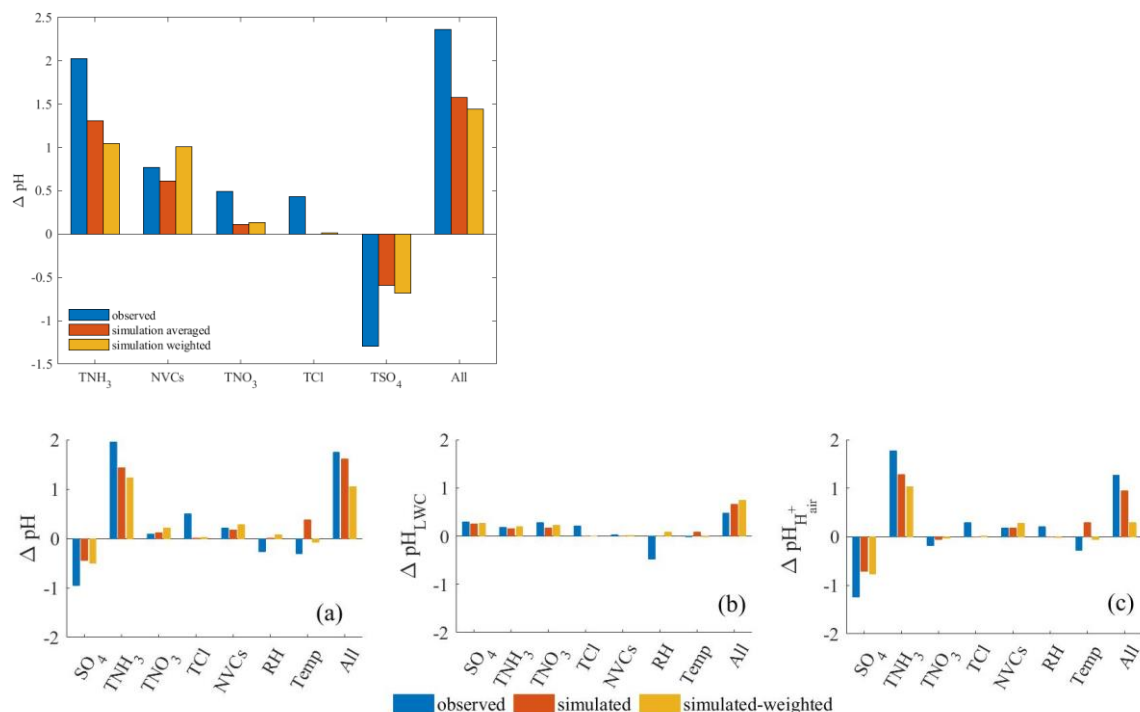 2.5
2
1.5
1
0.5
0
-0.5
-1
-1.5
Δ pH
observed
simulation averaged
simulation weighted
TNH₃ NVCs TNO₃ TCl TSO₄ All
2
1
0
-1
-2
Δ pH
(a)
SO₄ TNH₃ TNO₃ TCl NVCs RH Temp All
2
1
0
-1
-2
Δ pH_LWC
(b)
SO₄ TNH₃ TNO₃ TCl NVCs RH Temp All
2
1
0
-1
-2
Δ pH_H⁺air
(c)
SO₄ TNH₃ TNO₃ TCl NVCs RH Temp All
observed simulated simulated-weighted